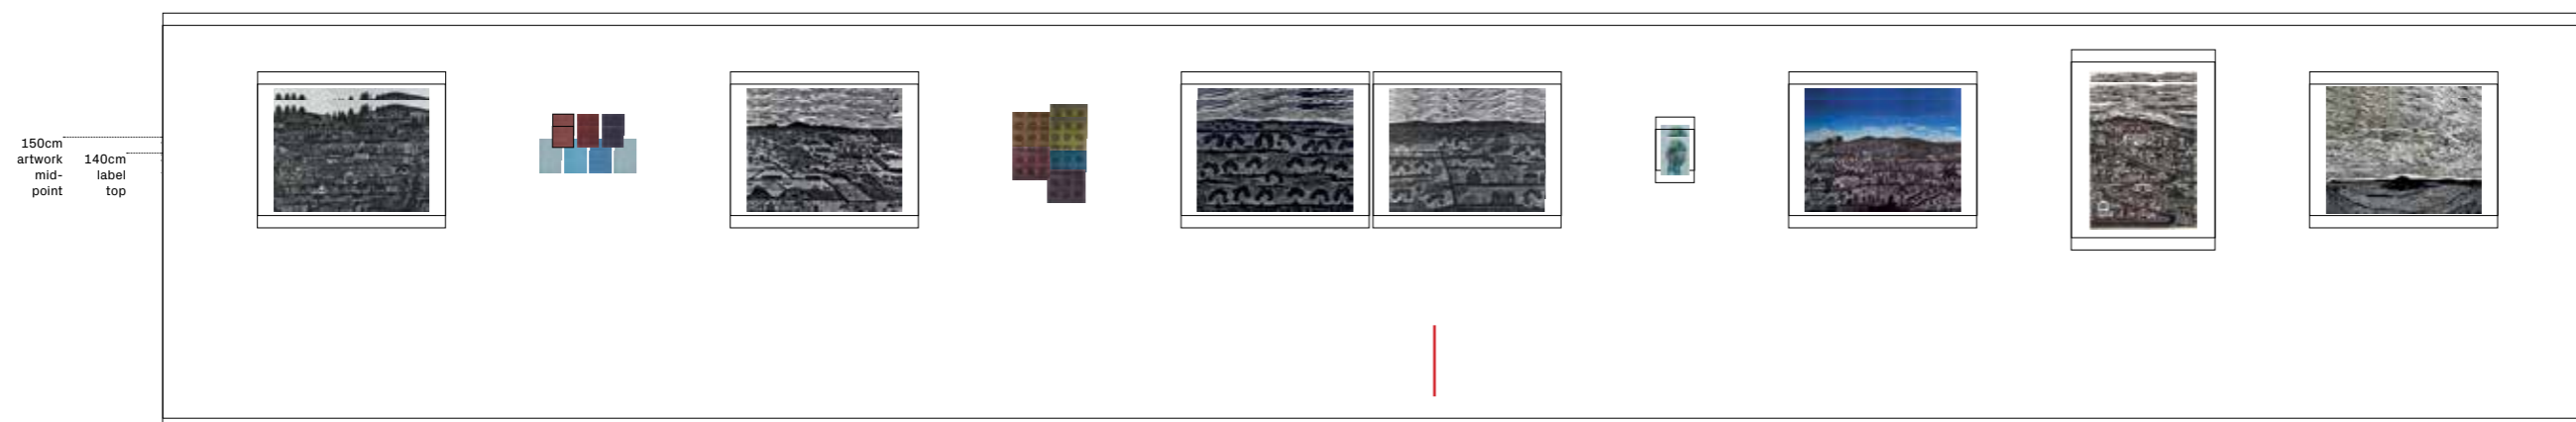 150cm
artwork
mid-
point
140cm
label
top